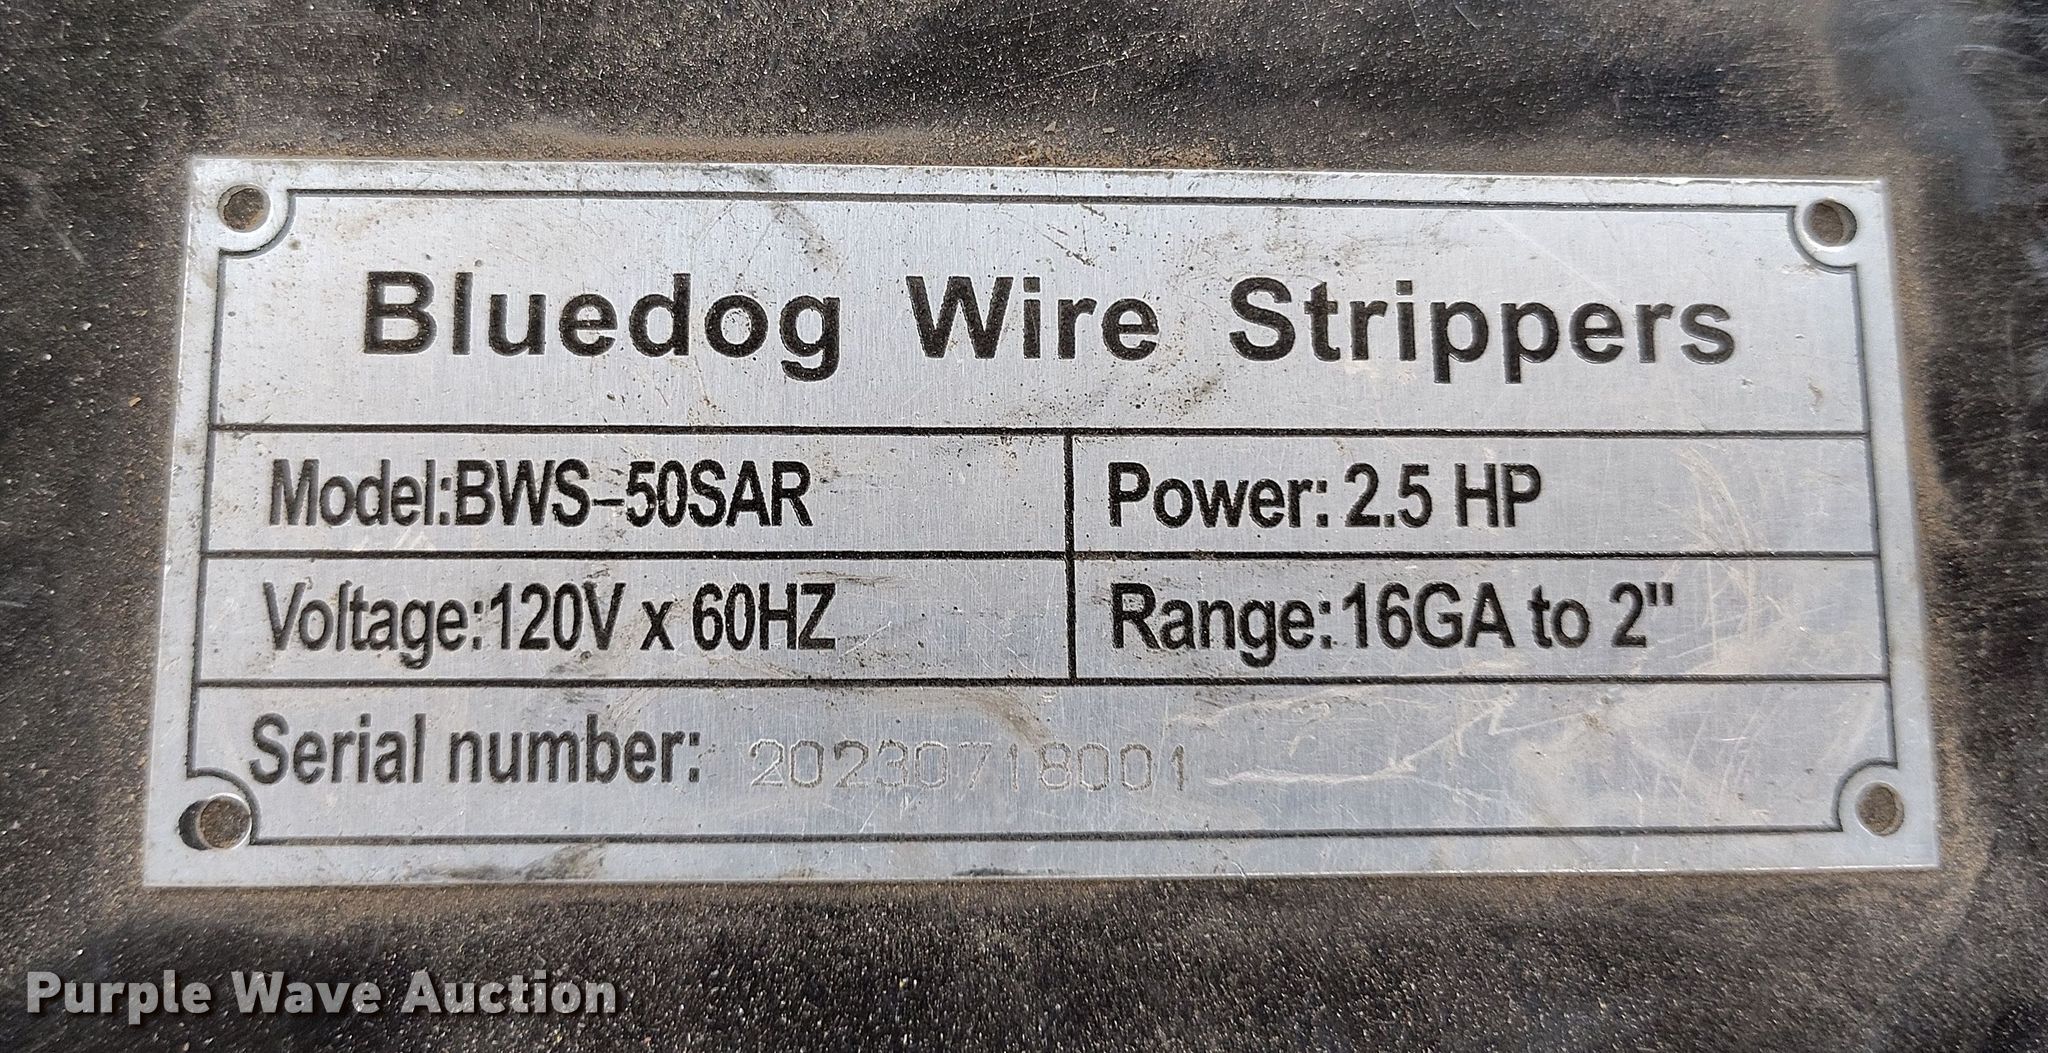 Bluedog Wire Strippers
Model:BWS-50SAR
Power: 2.5 HP
Voltage:120V x 60HZ
Range:16GA to 2"
Serial number: 20230718001
Purple Wave Auction